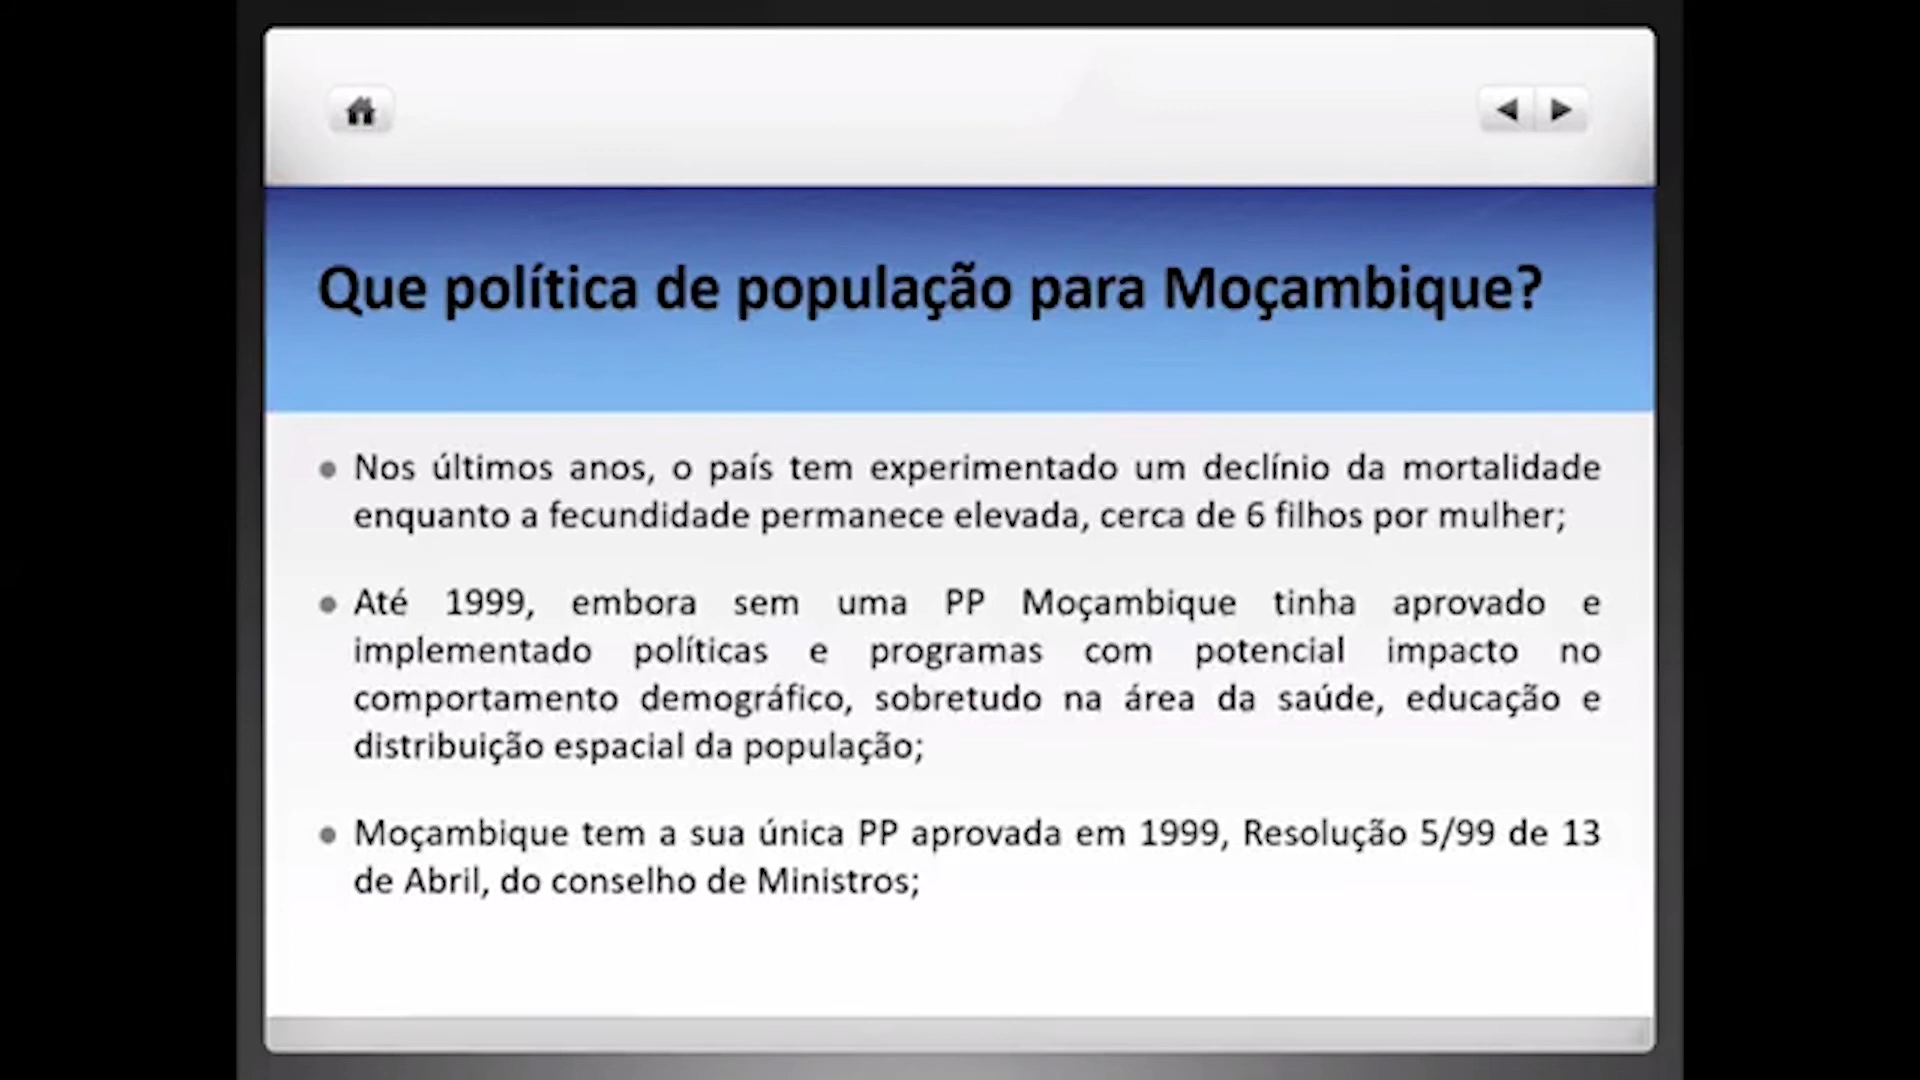 Que política de população para Moçambique?
Nos últimos anos, o país tem experimentado um declínio da mortalidade
enquanto a fecundidade permanece elevada, cerca de 6 filhos por mulher;
Até 1999, embora sem uma PP Moçambique tinha aprovado e
implementado políticas e programas com potencial impacto no
comportamento demográfico, sobretudo na área da saúde, educação e
distribuição espacial da população;
Moçambique tem a sua única PP aprovada em 1999, Resolução 5/99 de 13
de Abril, do conselho de Ministros;